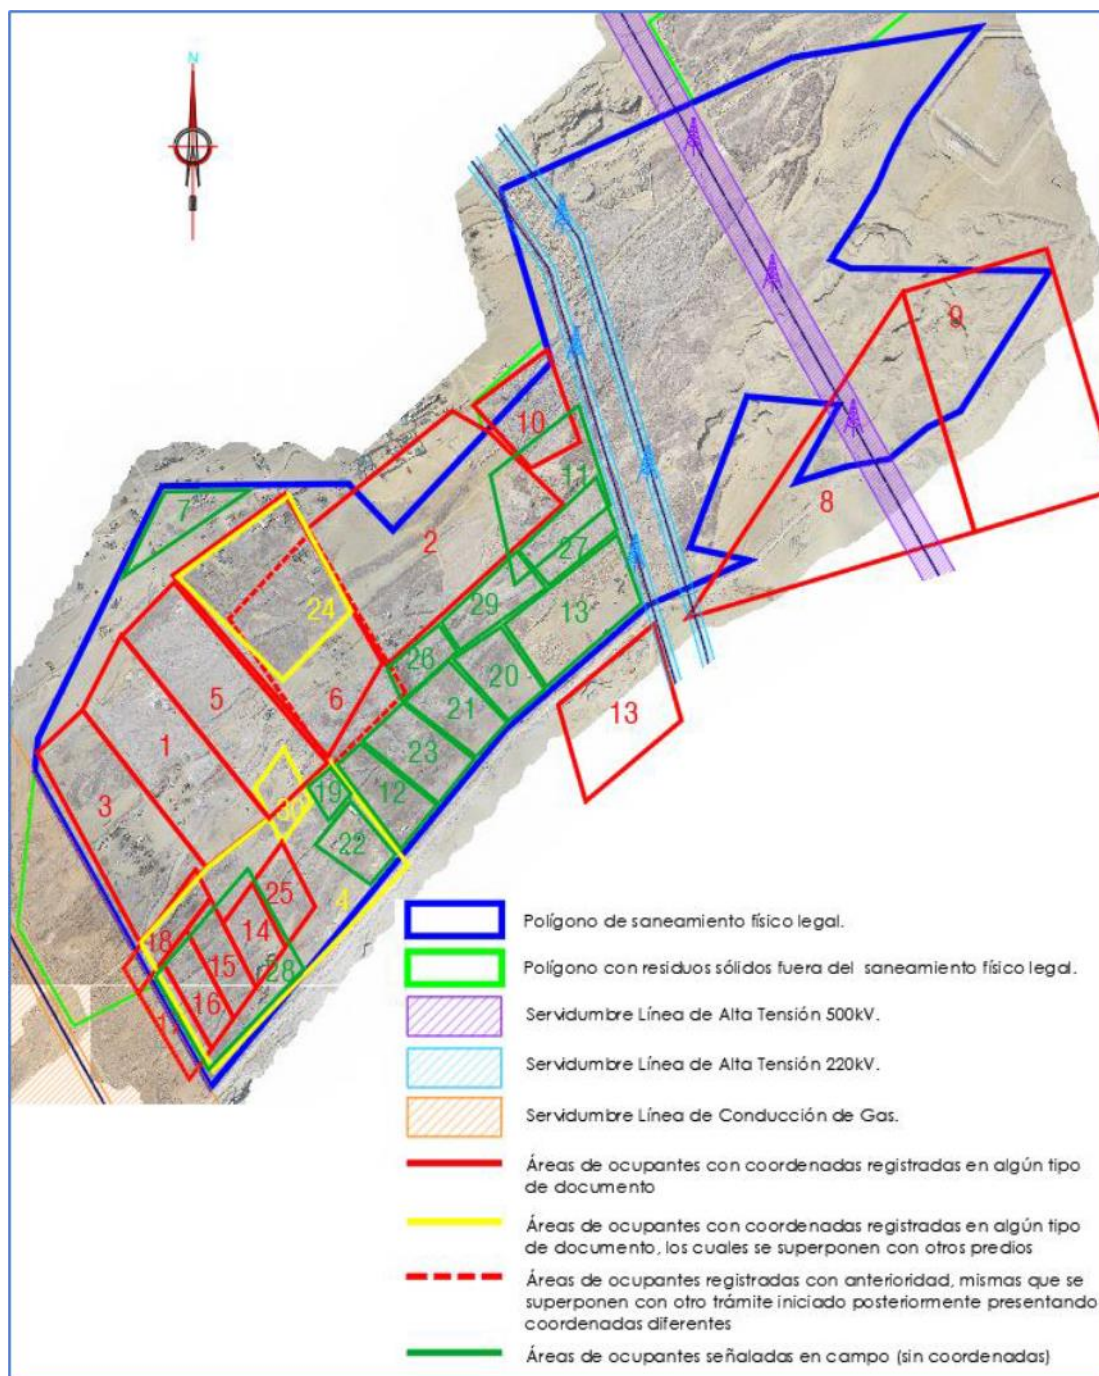 N
9
10
8
11
7
2
27
24
29
13
26
20
6
5
21
13
1
23
3
19
30
12
22
25
4
18
14
15
28
16
17
Polígono de saneamiento físico legal.
Polígono con residuos sólidos fuera del saneamiento físico legal.
Servidumbre Línea de Alta Tensión 500kV.
Servidumbre Línea de Alta Tensión 220kV.
Servidumbre Línea de Conducción de Gas.
Áreas de ocupantes con coordenadas registradas en algún tipo
de documento
Áreas de ocupantes con coordenadas registradas en algún tipo
de documento, los cuales se superponen con otros predios
Áreas de ocupantes registradas con anterioridad, mismas que se
superponen con otro trámite iniciado posteriormente presentando
coordenadas diferentes
Áreas de ocupantes señaladas en campo (sin coordenadas)